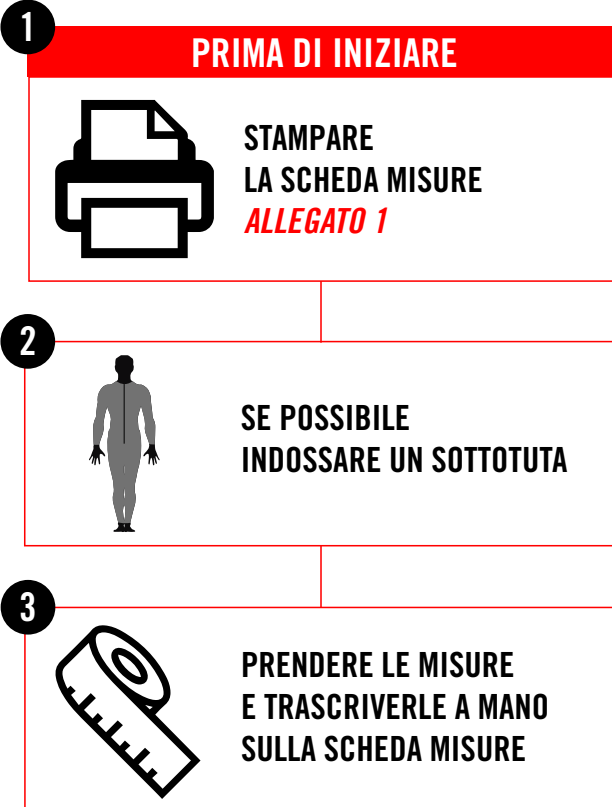 1
PRIMA DI INIZIARE
STAMPARE
LA SCHEDA MISURE
ALLEGATO 1
2
SE POSSIBILE
INDOSSARE UN SOTTOTUTA
3
PRENDERE LE MISURE
E TRASCRIVERLE A MANO
SULLA SCHEDA MISURE